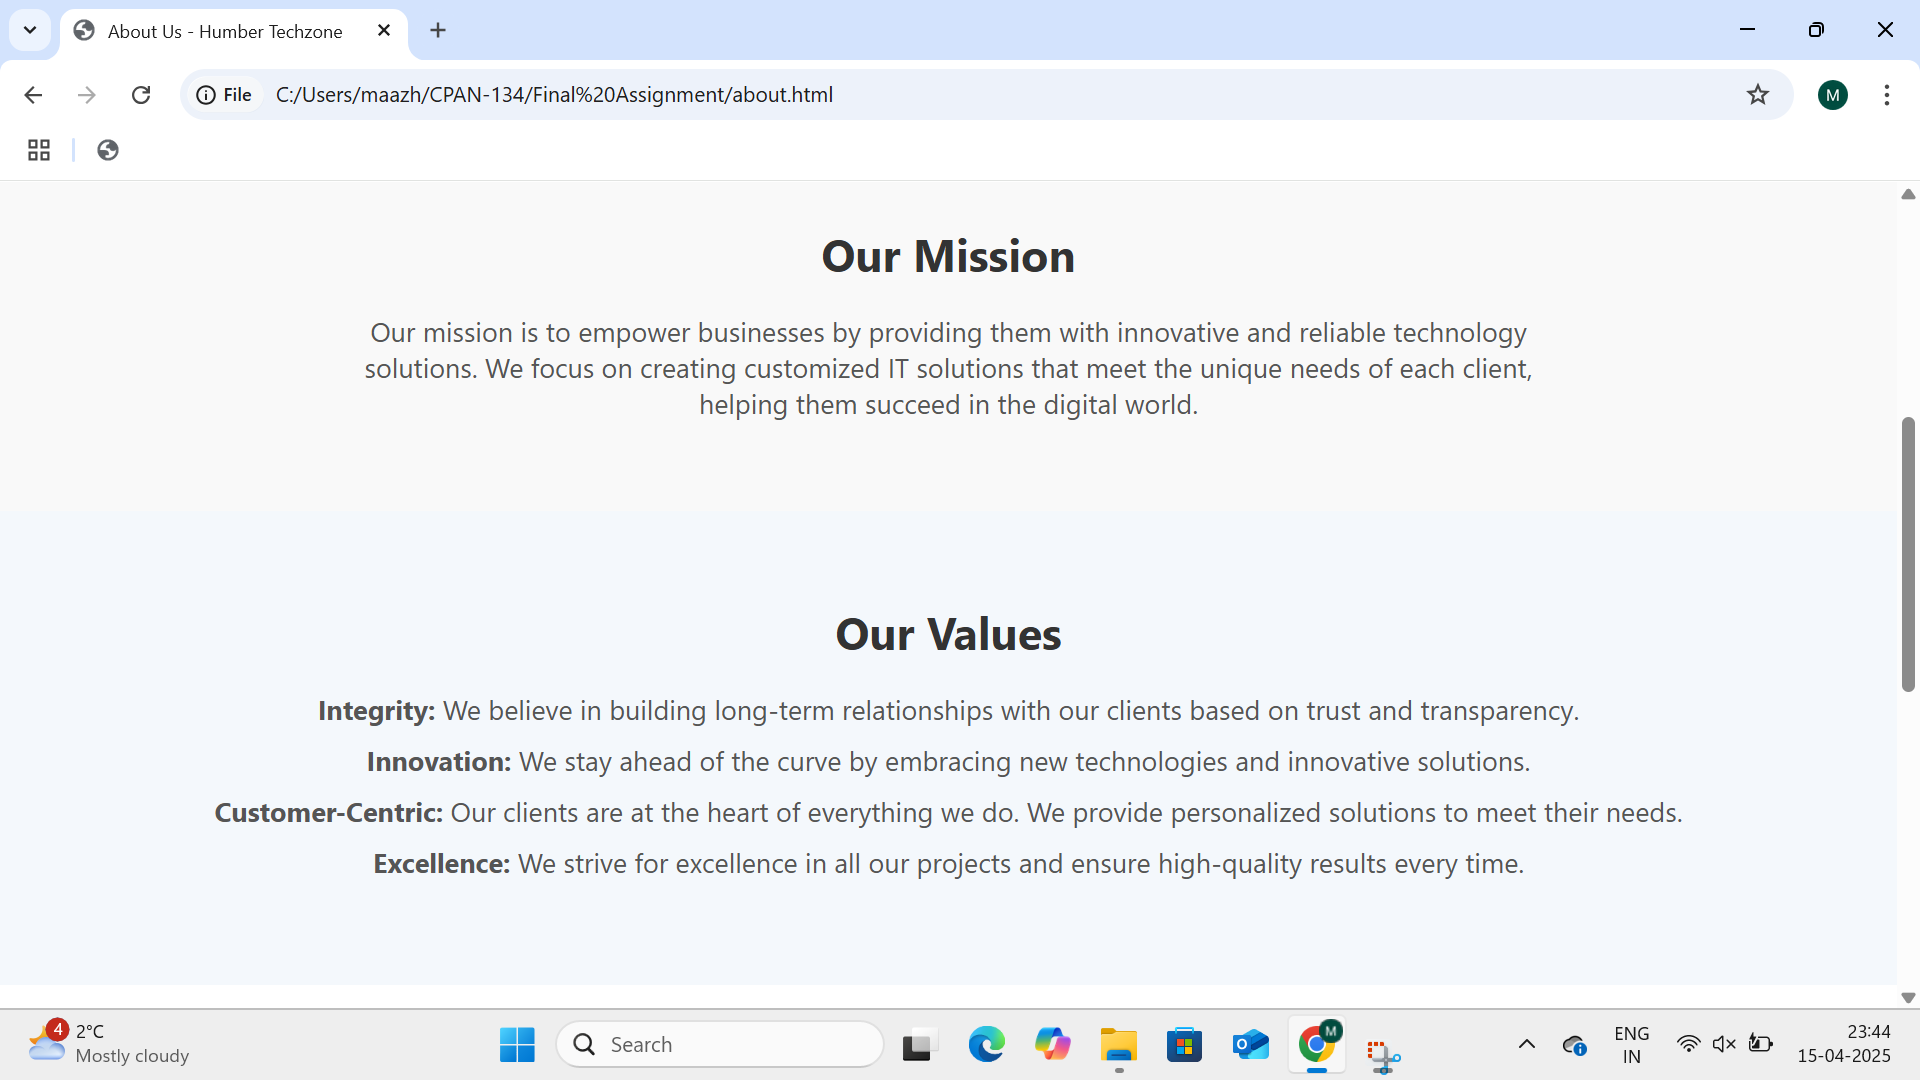 About Us - Humber Techzone
File C:/Users/maazh/CPAN-134/Final%20Assignment/about.html
M
Our Mission
Our mission is to empower businesses by providing them with innovative and reliable technology
solutions. We focus on creating customized IT solutions that meet the unique needs of each client,
helping them succeed in the digital world.
Our Values
Integrity: We believe in building long-term relationships with our clients based on trust and transparency.
Innovation: We stay ahead of the curve by embracing new technologies and innovative solutions.
Customer-Centric: Our clients are at the heart of everything we do. We provide personalized solutions to meet their needs.
Excellence: We strive for excellence in all our projects and ensure high-quality results every time.
4
2°C
Mostly cloudy
Search
M
ENG
IN
23:44
15-04-2025